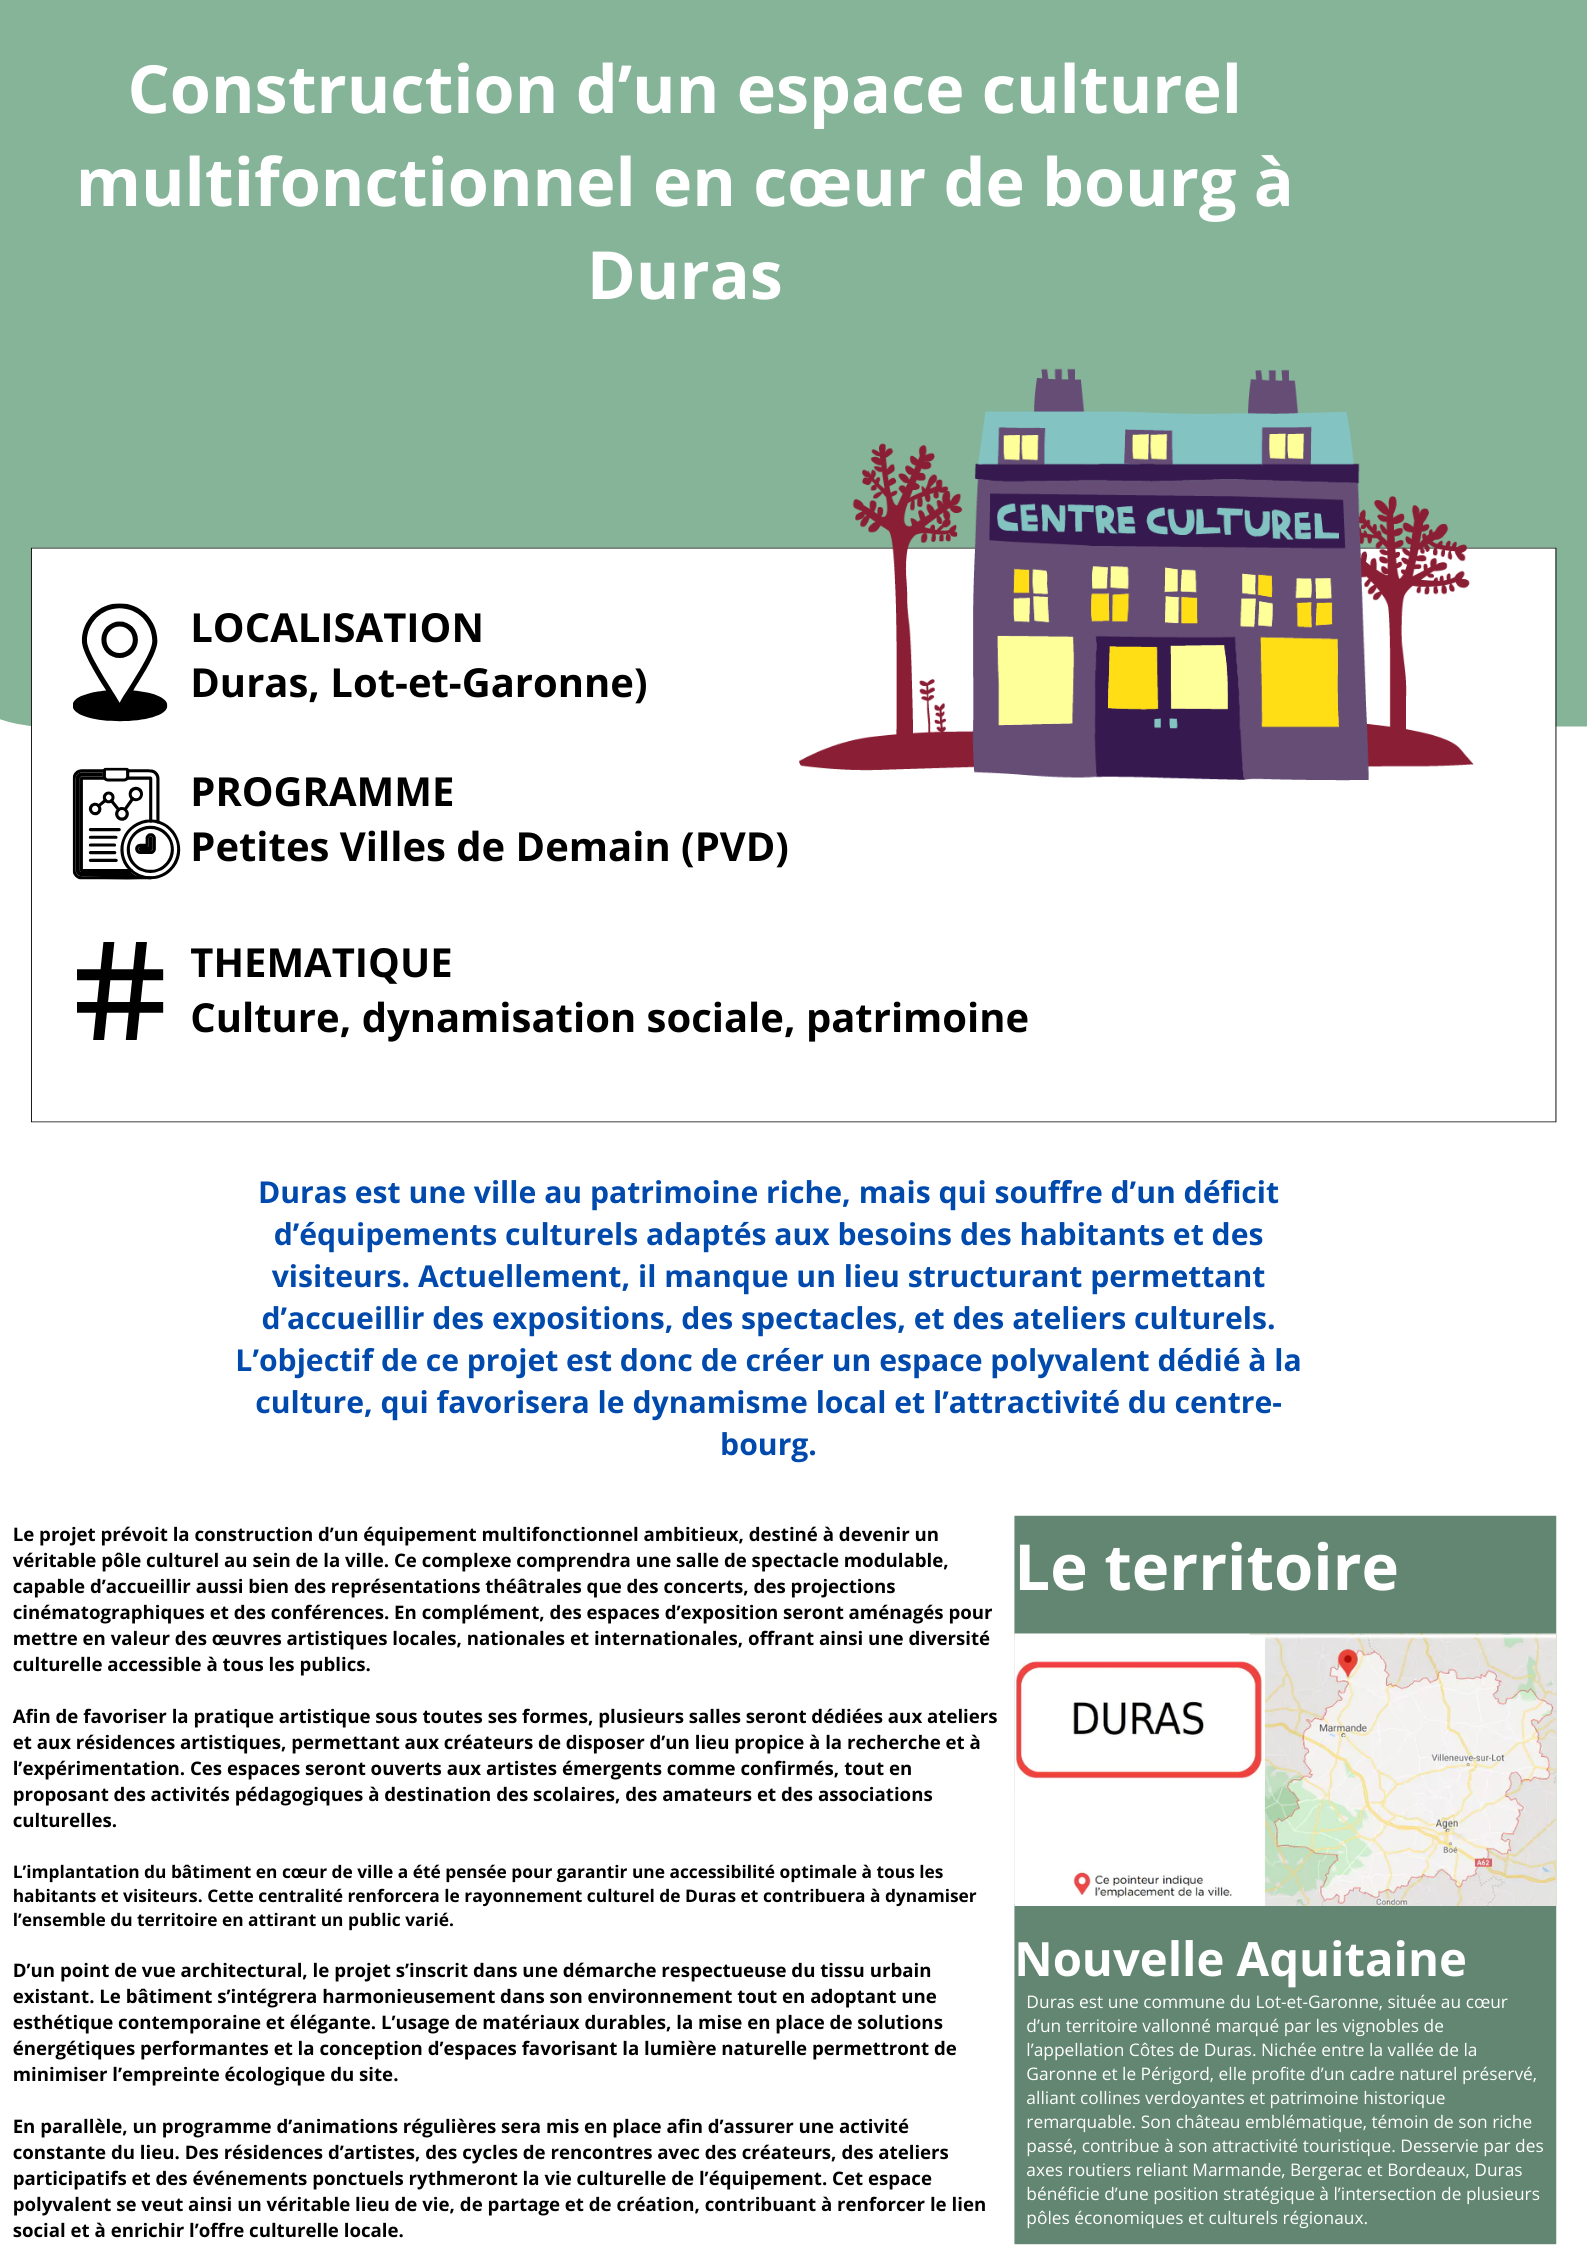 Construction d’un espace culturel
multifonctionnel en cœur de bourg à
Duras
CENTRE CULTUREL
LOCALISATION
Duras, Lot-et-Garonne)
PROGRAMME
Petites Villes de Demain (PVD)
THEMATIQUE
Culture, dynamisation sociale, patrimoine
Duras est une ville au patrimoine riche, mais qui souffre d’un déficit
d’équipements culturels adaptés aux besoins des habitants et des
visiteurs. Actuellement, il manque un lieu structurant permettant
d’accueillir des expositions, des spectacles, et des ateliers culturels.
L’objectif de ce projet est donc de créer un espace polyvalent dédié à la
culture, qui favorisera le dynamisme local et l’attractivité du centre-
bourg.
Le projet prévoit la construction d’un équipement multifonctionnel ambitieux, destiné à devenir un
véritable pôle culturel au sein de la ville. Ce complexe comprendra une salle de spectacle modulable,
capable d’accueillir aussi bien des représentations théâtrales que des concerts, des projections
cinématographiques et des conférences. En complément, des espaces d’exposition seront aménagés pour
mettre en valeur des œuvres artistiques locales, nationales et internationales, offrant ainsi une diversité
culturelle accessible à tous les publics.
Afin de favoriser la pratique artistique sous toutes ses formes, plusieurs salles seront dédiées aux ateliers
et aux résidences artistiques, permettant aux créateurs de disposer d’un lieu propice à la recherche et à
l’expérimentation. Ces espaces seront ouverts aux artistes émergents comme confirmés, tout en
proposant des activités pédagogiques à destination des scolaires, des amateurs et des associations
culturelles.
L’implantation du bâtiment en cœur de ville a été pensée pour garantir une accessibilité optimale à tous les
habitants et visiteurs. Cette centralité renforcera le rayonnement culturel de Duras et contribuera à dynamiser
l’ensemble du territoire en attirant un public varié.
D’un point de vue architectural, le projet s’inscrit dans une démarche respectueuse du tissu urbain
existant. Le bâtiment s’intégrera harmonieusement dans son environnement tout en adoptant une
esthétique contemporaine et élégante. L’usage de matériaux durables, la mise en place de solutions
énergétiques performantes et la conception d’espaces favorisant la lumière naturelle permettront de
minimiser l’empreinte écologique du site.
En parallèle, un programme d’animations régulières sera mis en place afin d’assurer une activité
constante du lieu. Des résidences d’artistes, des cycles de rencontres avec des créateurs, des ateliers
participatifs et des événements ponctuels rythmeront la vie culturelle de l’équipement. Cet espace
polyvalent se veut ainsi un véritable lieu de vie, de partage et de création, contribuant à renforcer le lien
social et à enrichir l’offre culturelle locale.
Le territoire
DURAS
Marmande
Villeneuve-sur-Lot
Agen
Boé
A62
Condom
Ce pointeur indique
l’emplacement de la ville.
Nouvelle Aquitaine
Duras est une commune du Lot-et-Garonne, située au cœur
d’un territoire vallonné marqué par les vignobles de
l’appellation Côtes de Duras. Nichée entre la vallée de la
Garonne et le Périgord, elle profite d’un cadre naturel préservé,
alliant collines verdoyantes et patrimoine historique
remarquable. Son château emblématique, témoin de son riche
passé, contribue à son attractivité touristique. Desservie par des
axes routiers reliant Marmande, Bergerac et Bordeaux, Duras
bénéficie d’une position stratégique à l’intersection de plusieurs
pôles économiques et culturels régionaux.